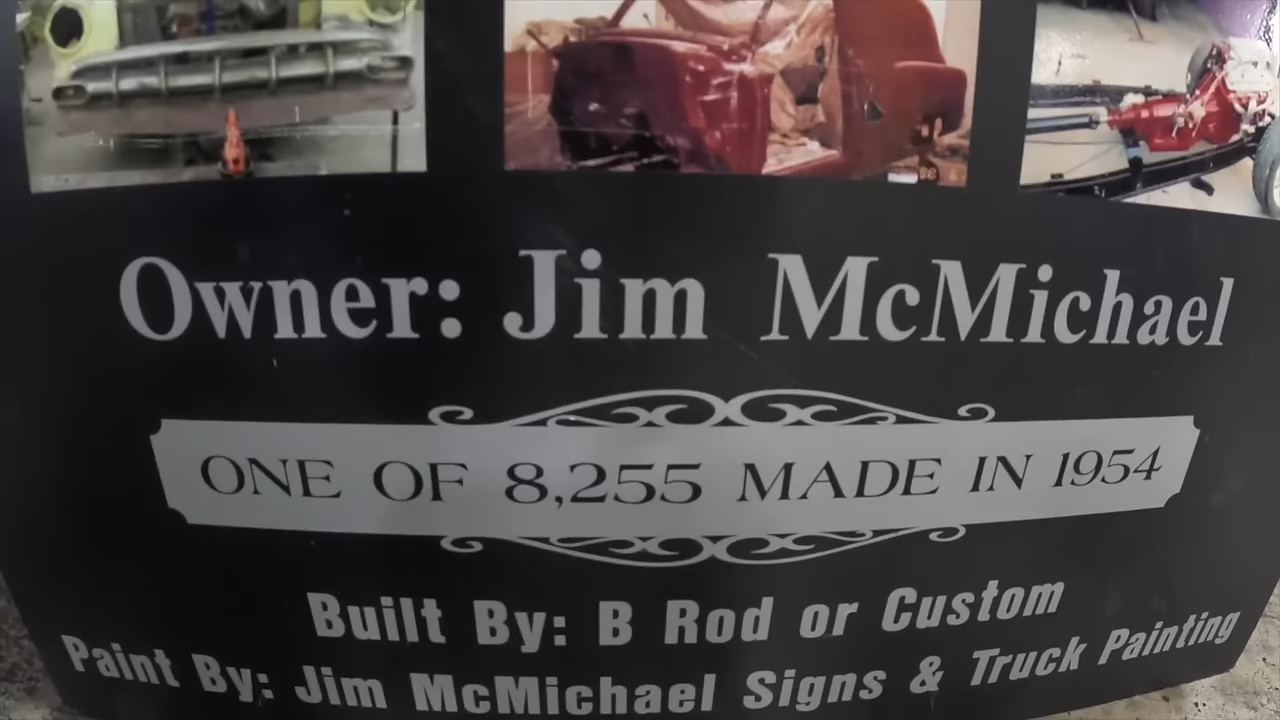 Owner: Jim McMichael
ONE OF 8,255 MADE IN 1954
Built By: B Rod or Custom
Paint By: Jim McMichael Signs & Truck Painting